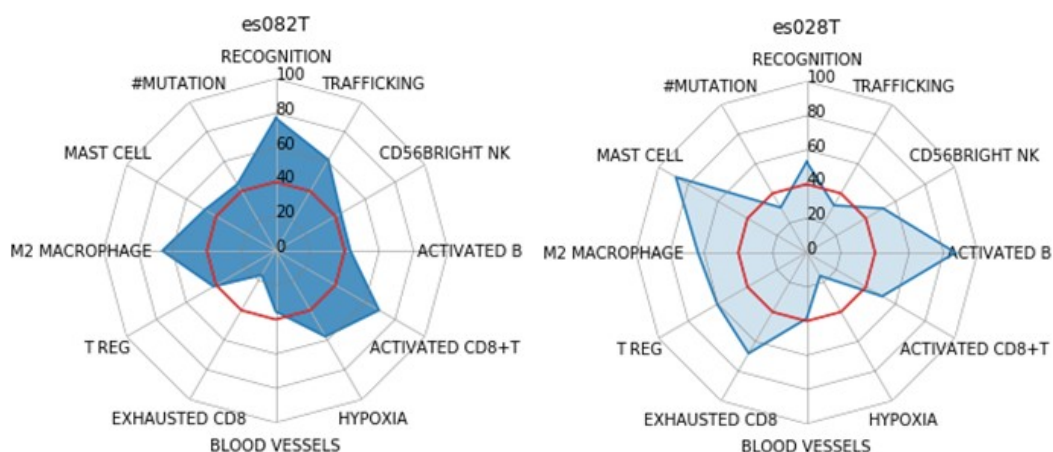 es082T
RECOGNITION
100
#MUTATION
TRAFFICKING
80
MAST CELL
60
CD56BRIGHT NK
40
20
M2 MACROPHAGE
0
ACTIVATED B
T REG
ACTIVATED CD8+T
EXHAUSTED CD8
HYPOXIA
BLOOD VESSELS
es028T
RECOGNITION
100
#MUTATION
TRAFFICKING
80
MAST CELL
60
CD56BRIGHT NK
40
20
M2 MACROPHAGE
0
ACTIVATED B
T REG
ACTIVATED CD8+T
EXHAUSTED CD8
HYPOXIA
BLOOD VESSELS